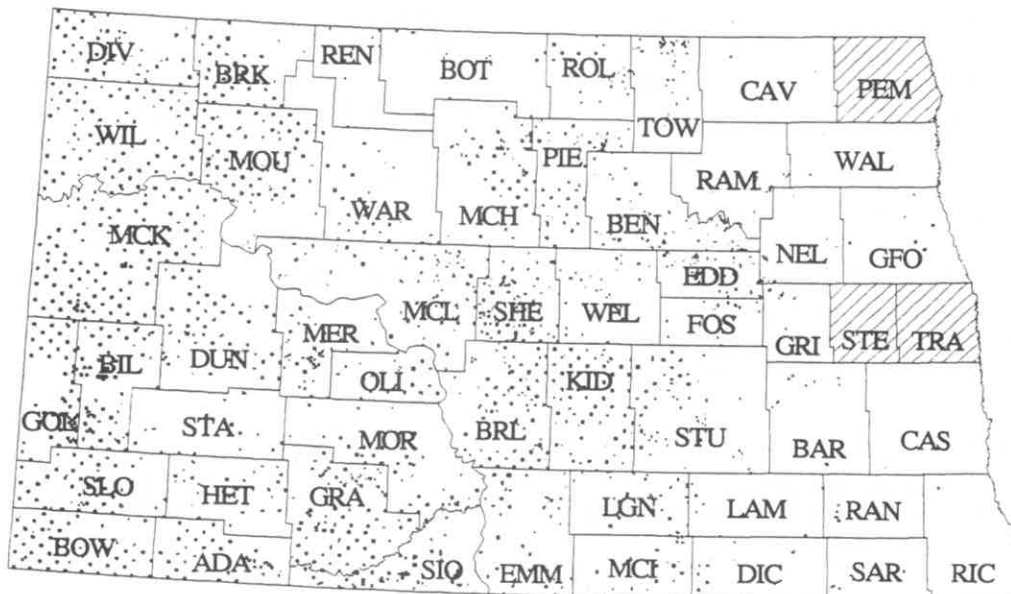 DIV BRK REN BOT ROL TOW CAV PEM
WIL MOU WAR MCH PIE BEN RAM WAL
MCK MCL SHE WEL EDD FOS NEL GFO
GOL BIL DUN MER OLI GRI STE TRA
STA MOR BRL KID STU BAR CAS
SLO HET GRA LGN LAM RAN
BOW ADA SIO EMM MCI DIC SAR RIC